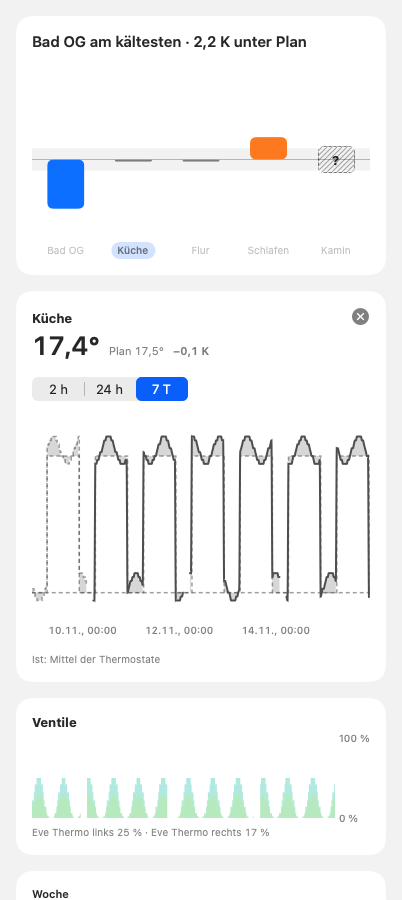 Bad OG am kältesten · 2,2 K unter Plan
?
Bad OG Küche Flur Schlafen Kamin
Küche
17,4° Plan 17,5° −0,1 K
2 h 24 h 7 T
10.11., 00:00 12.11., 00:00 14.11., 00:00
Ist: Mittel der Thermostate
Ventile
100 %
0 %
Eve Thermo links 25 % · Eve Thermo rechts 17 %
Woche